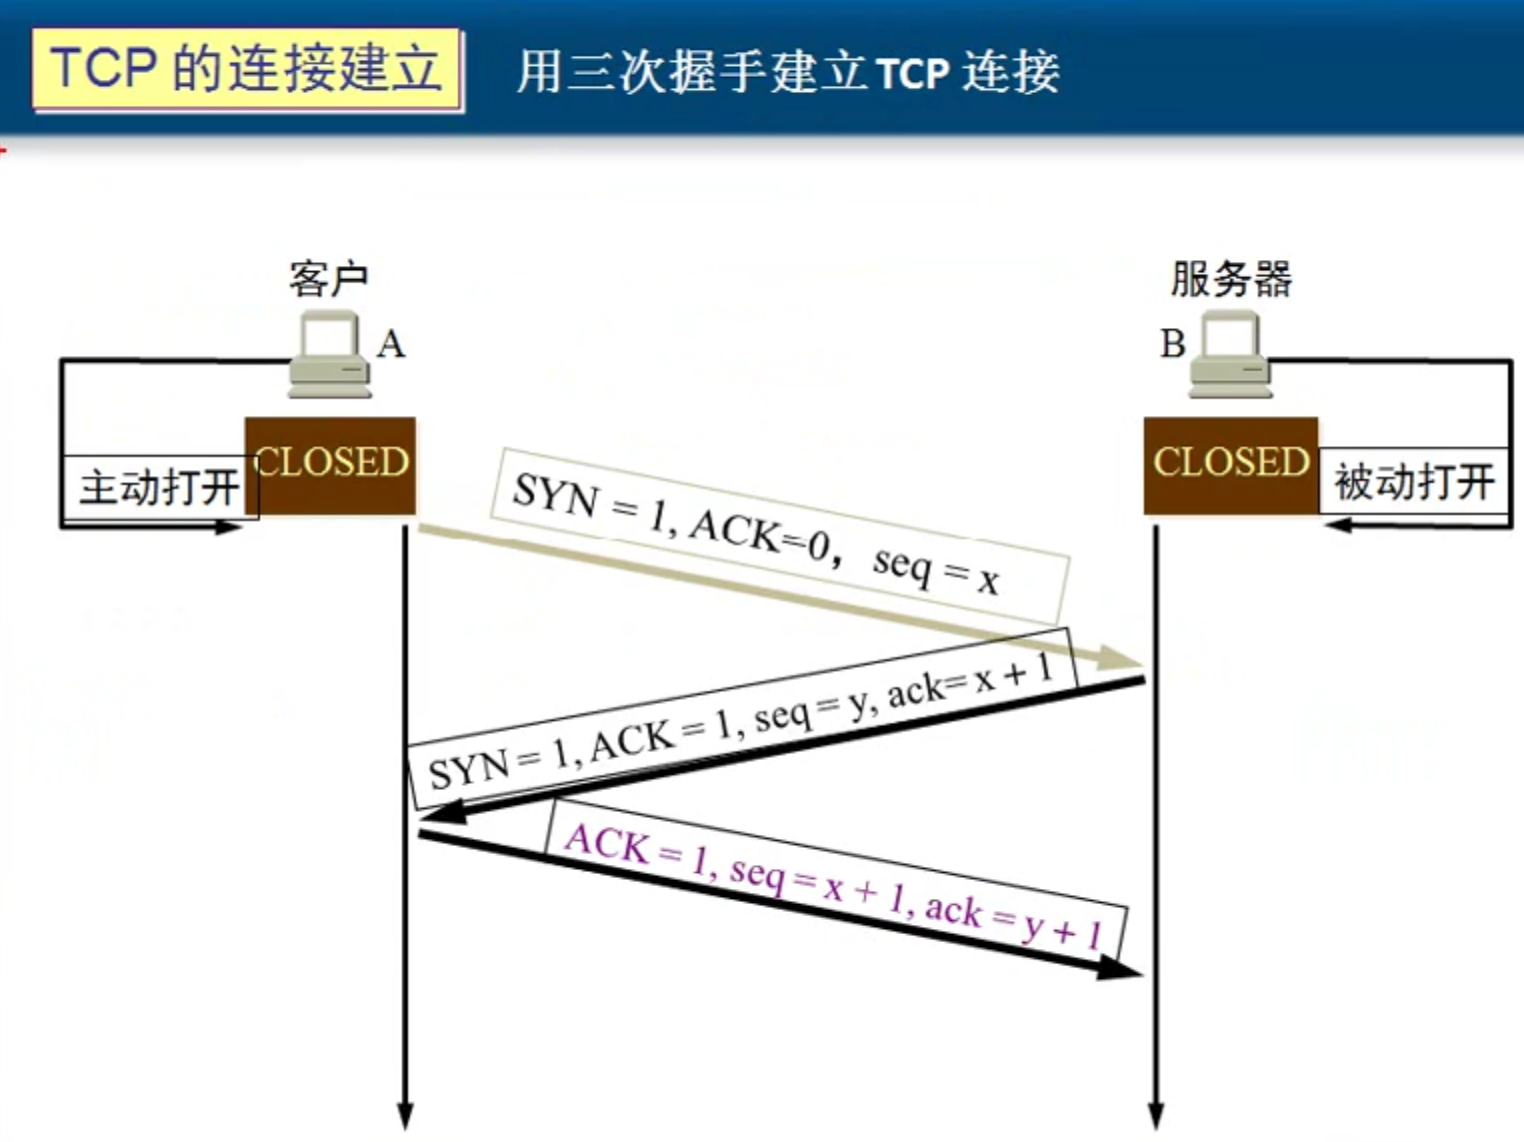 TCP 的连接建立
用三次握手建立 TCP 连接
客户
服务器
A
B
CLOSED
CLOSED
主动打开
被动打开
SYN = 1, ACK=0，seq = x
SYN = 1, ACK = 1, seq = y, ack= x + 1
ACK = 1, seq = x + 1, ack = y + 1